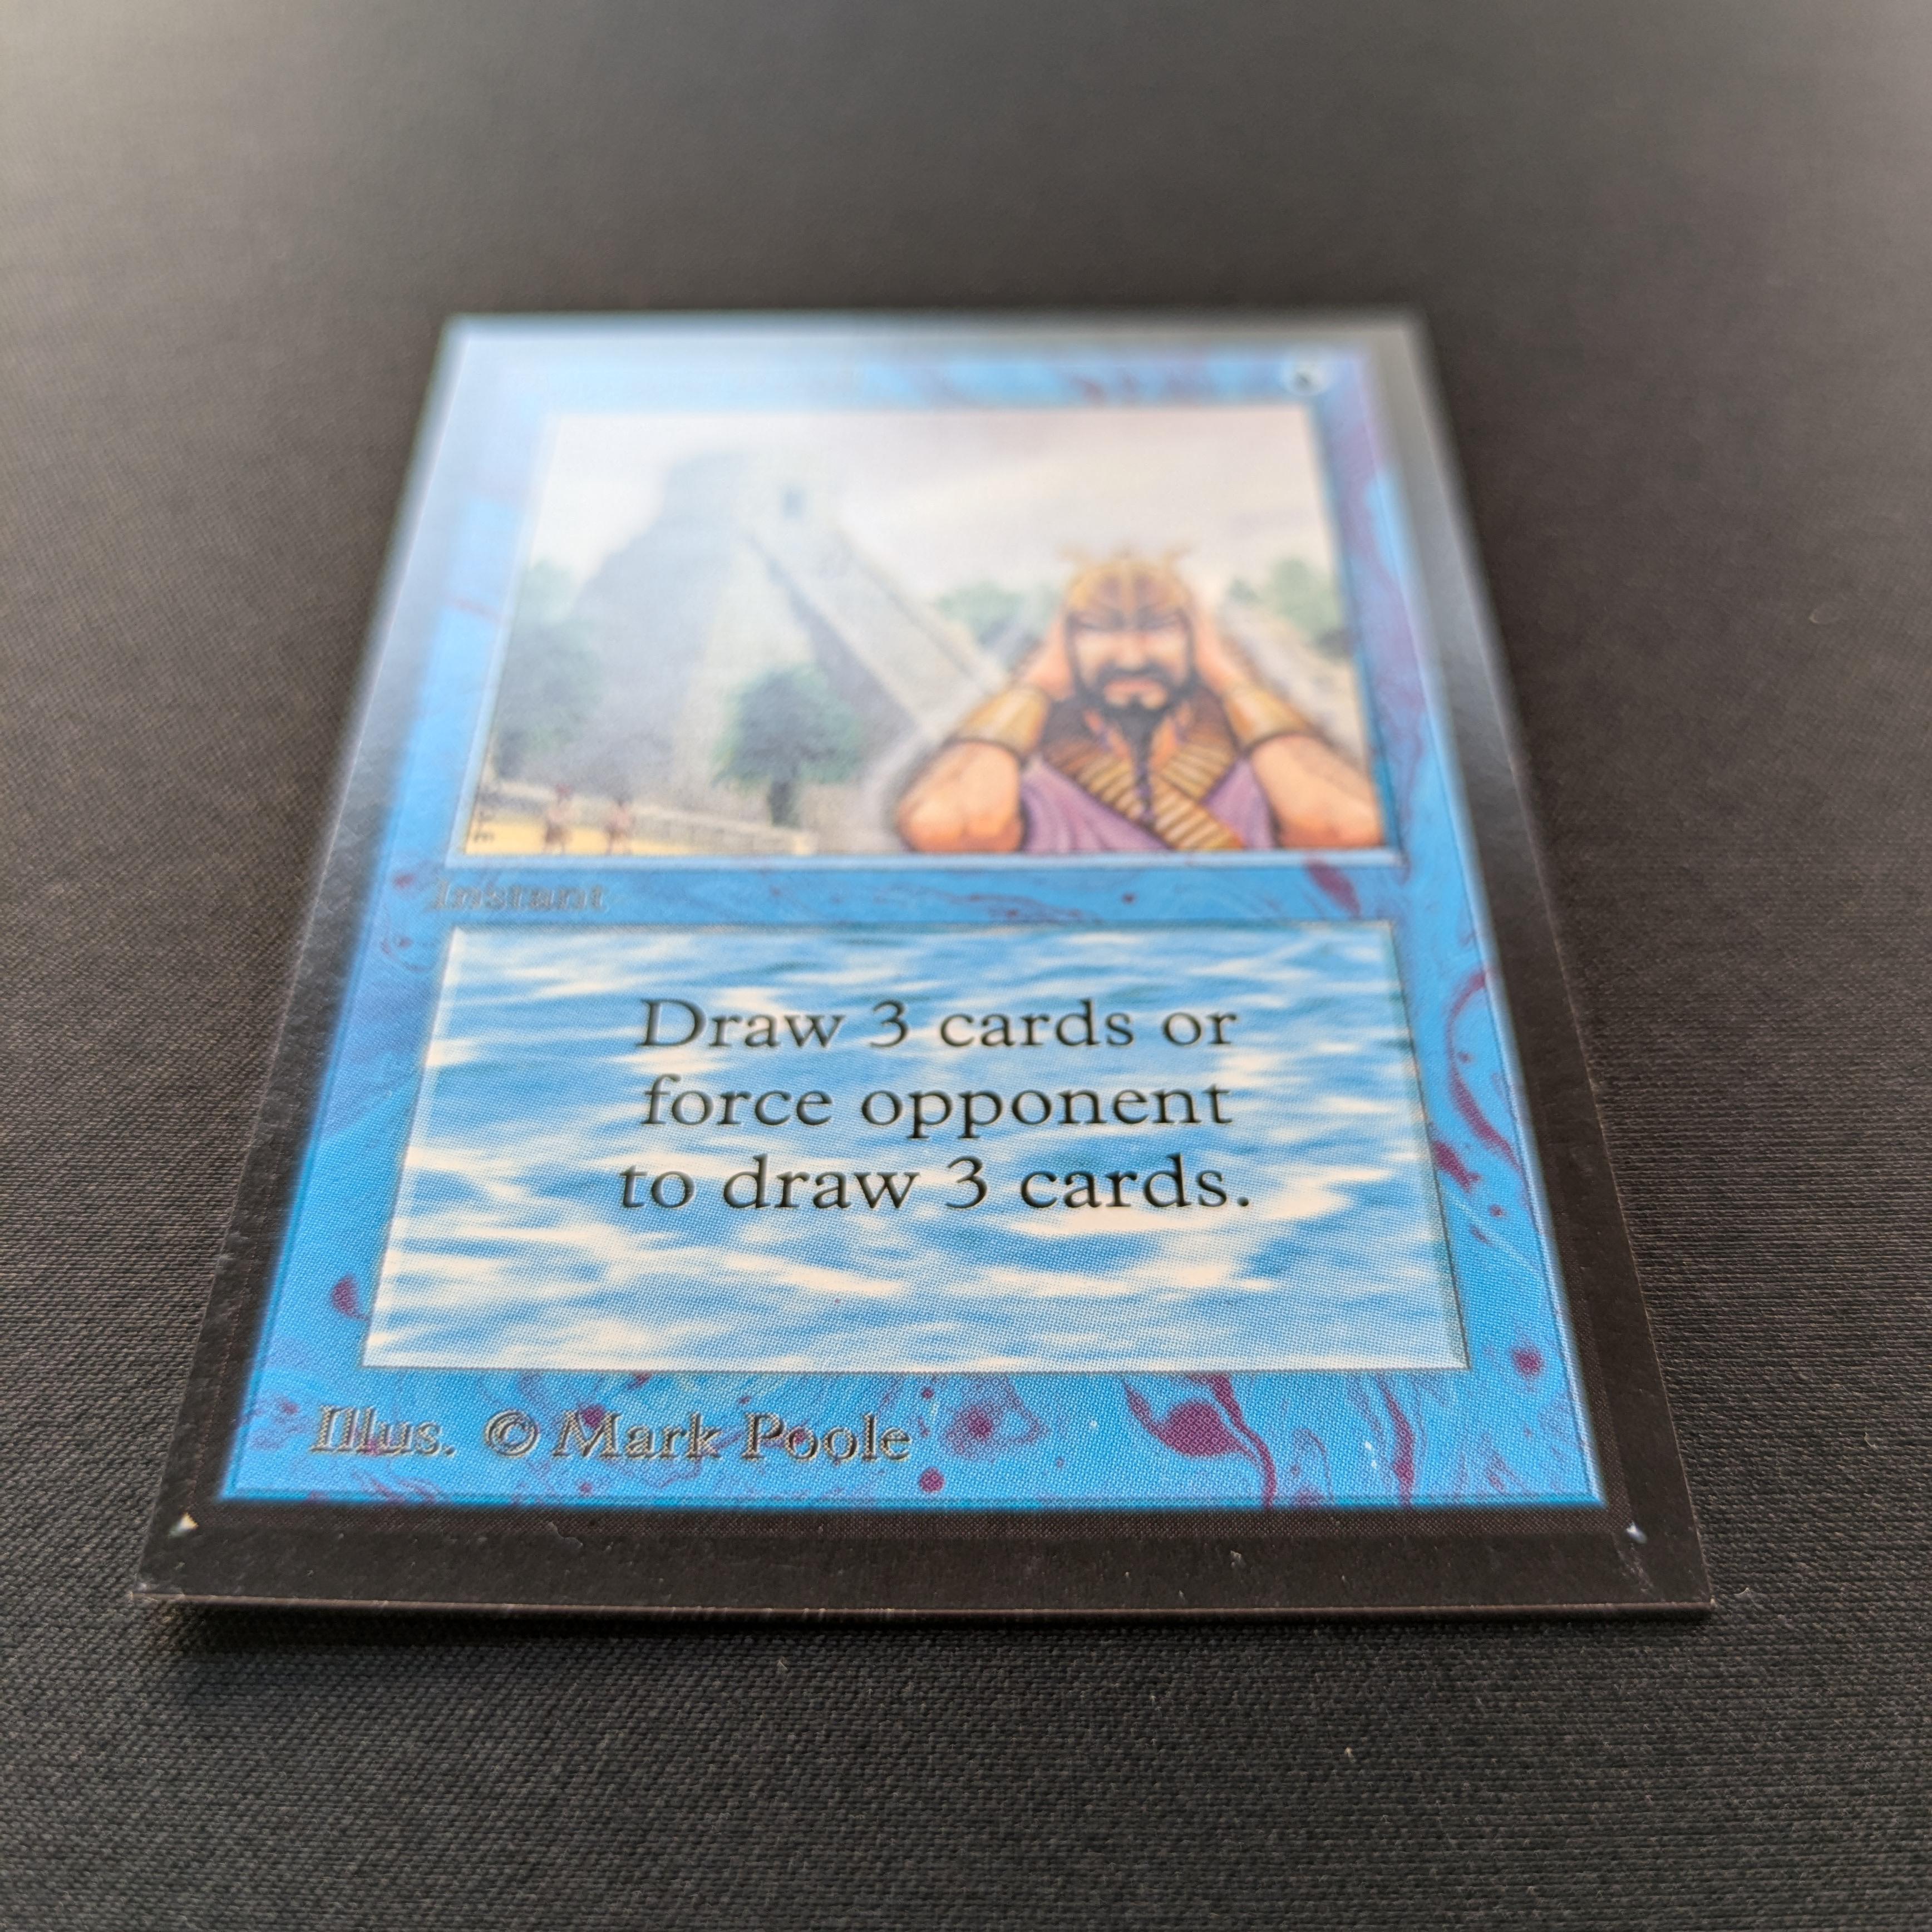 Instant
Draw 3 cards or
force opponent
to draw 3 cards.
Illus. © Mark Poole